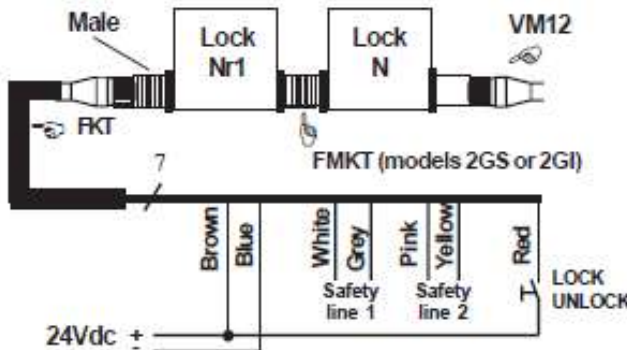 Male
Lock
Nr1
Lock
N
VM12
FKT
7
FMKT (models 2GS or 2GI)
Brown
Blue
White
Grey
Pink
Yellow
Red
Safety
line 1
Safety
line 2
LOCK
UNLOCK
24Vdc +
-